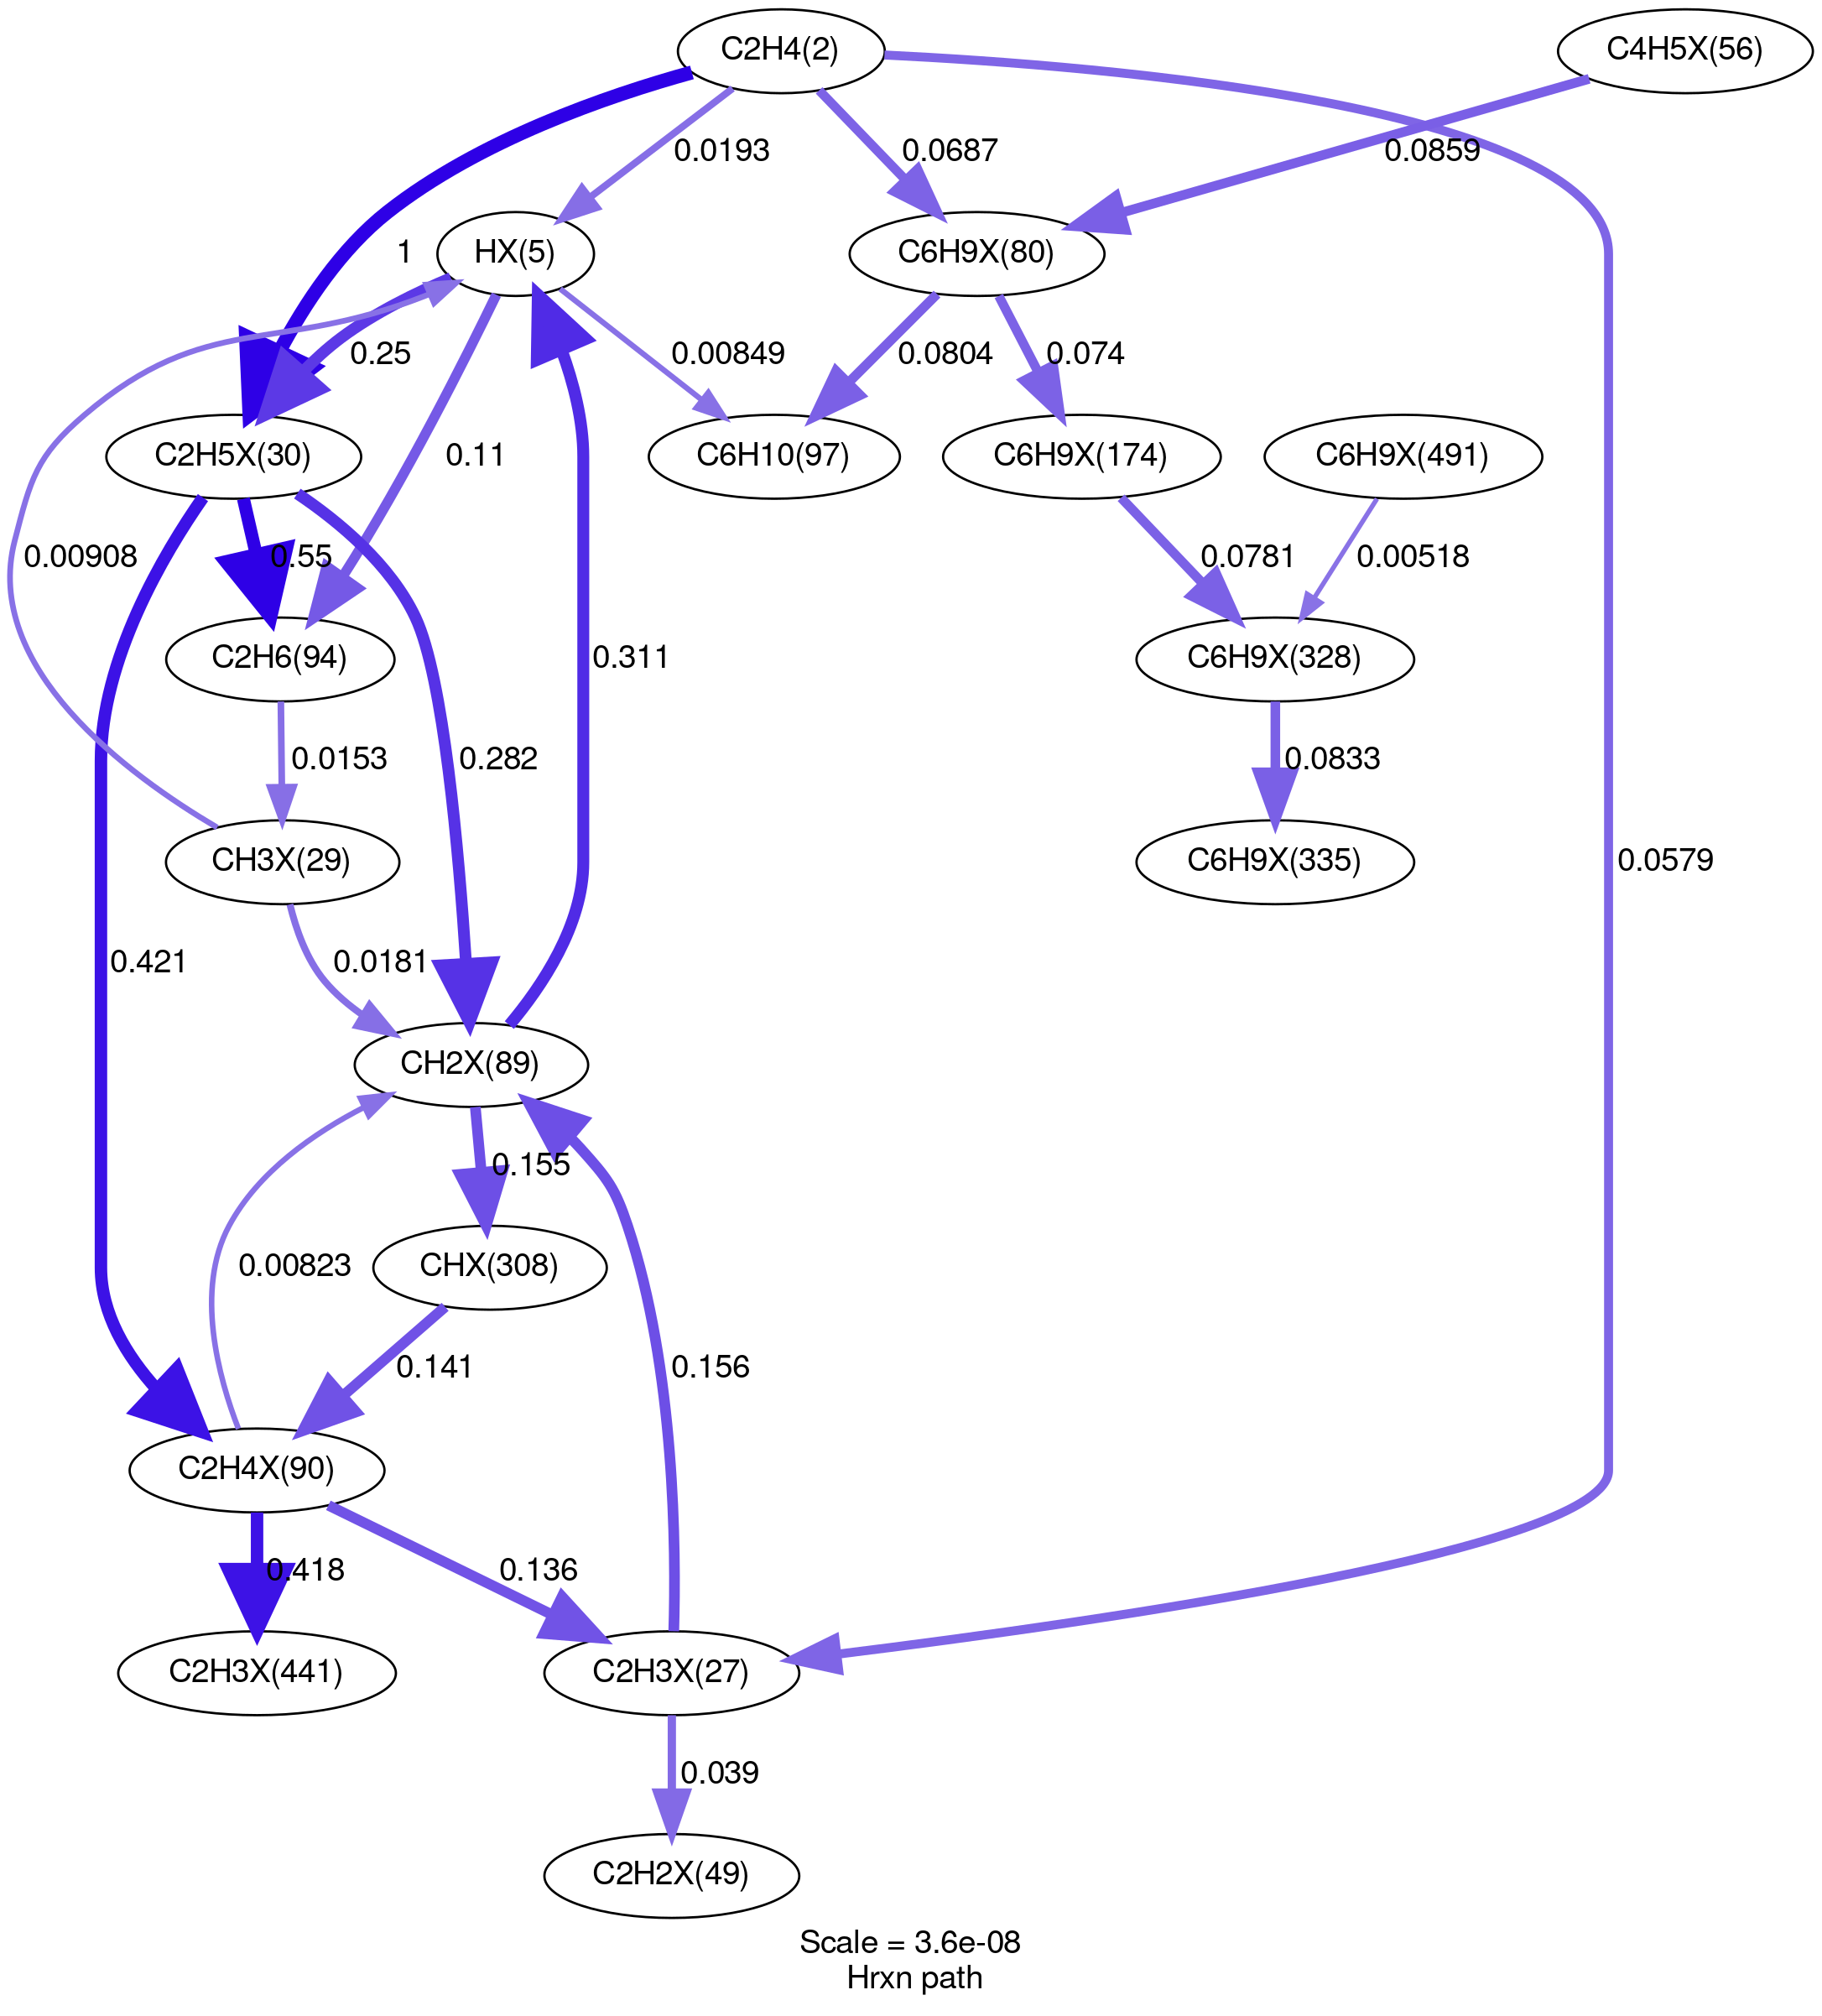 C2H4(2)
C4H5X(56)
0.0193
0.0687
0.0859
1
HX(5)
C6H9X(80)
0.25
0.00849
0.0804
0.074
C2H5X(30)
0.11
C6H10(97)
C6H9X(174)
C6H9X(491)
0.00908
0.55
0.0781
0.00518
C2H6(94)
0.311
C6H9X(328)
0.0153
0.282
0.0833
CH3X(29)
C6H9X(335)
0.0579
0.421
0.0181
CH2X(89)
0.155
0.00823
CHX(308)
0.141
0.156
C2H4X(90)
0.418
0.136
C2H3X(441)
C2H3X(27)
0.039
C2H2X(49)
Scale = 3.6e-08
Hrxn path